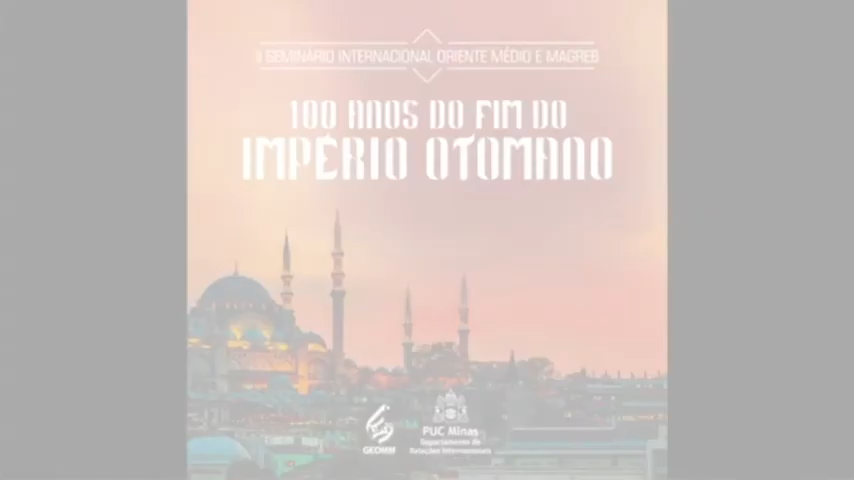 II SEMINÁRIO INTERNACIONAL ORIENTE MÉDIO E MAGREB
100 ANOS DO FIM DO
IMPÉRIO OTOMANO
GEOMM
PUC Minas
Departamento de
Relações Internacionais